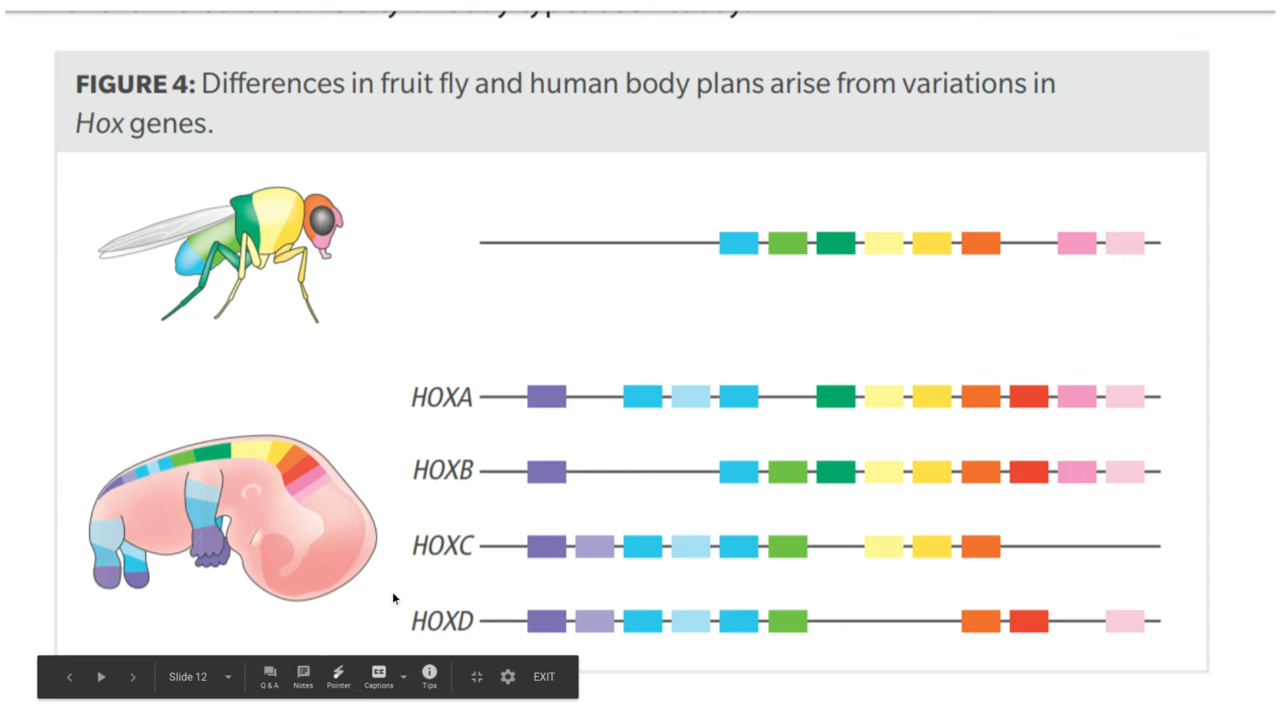 FIGURE 4: Differences in fruit fly and human body plans arise from variations in
Hox genes.
HOXA
HOXB
HOXC
HOXD
Slide 12
Q & A
Notes
Pointer
CC
Captions
Tips
EXIT